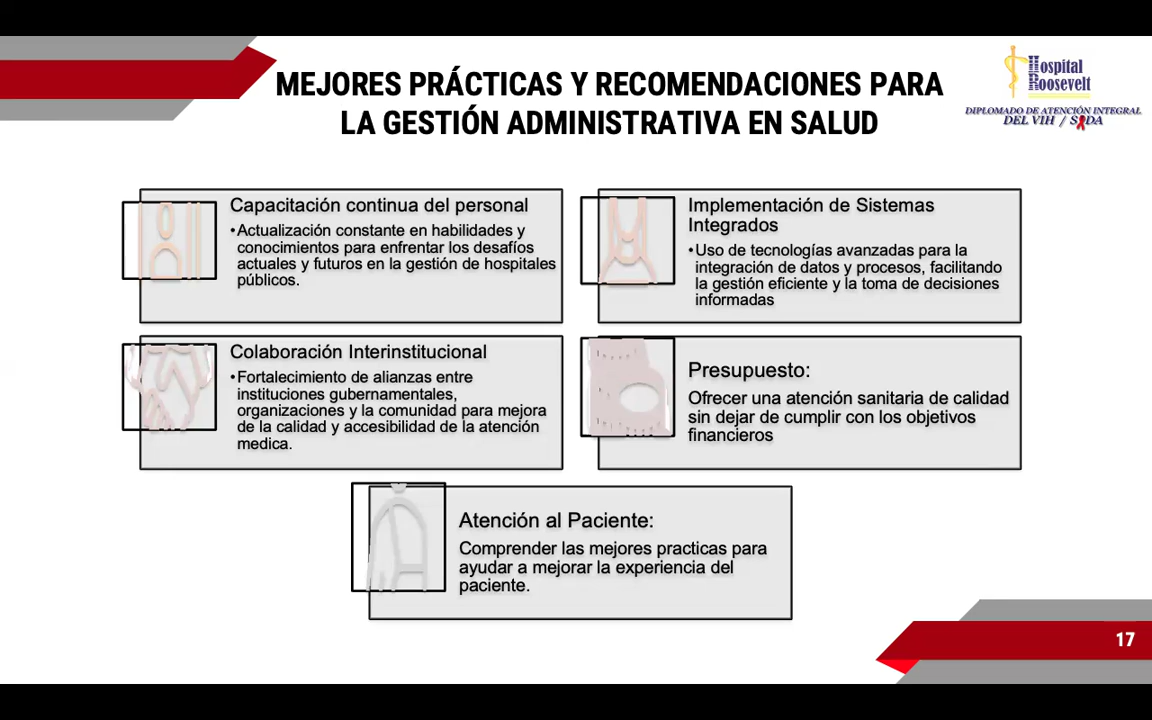 MEJORES PRÁCTICAS Y RECOMENDACIONES PARA
LA GESTIÓN ADMINISTRATIVA EN SALUD
Hospital
Roosevelt
DIPLOMADO DE ATENCIÓN INTEGRAL
DEL VIH / SIDA
Capacitación continua del personal
•Actualización constante en habilidades y
conocimientos para enfrentar los desafíos
actuales y futuros en la gestión de hospitales
públicos.
Implementación de Sistemas
Integrados
•Uso de tecnologías avanzadas para la
integración de datos y procesos, facilitando
la gestión eficiente y la toma de decisiones
informadas
Colaboración Interinstitucional
•Fortalecimiento de alianzas entre
instituciones gubernamentales,
organizaciones y la comunidad para mejora
de la calidad y accesibilidad de la atención
medica.
Presupuesto:
Ofrecer una atención sanitaria de calidad
sin dejar de cumplir con los objetivos
financieros
Atención al Paciente:
Comprender las mejores practicas para
ayudar a mejorar la experiencia del
paciente.
17